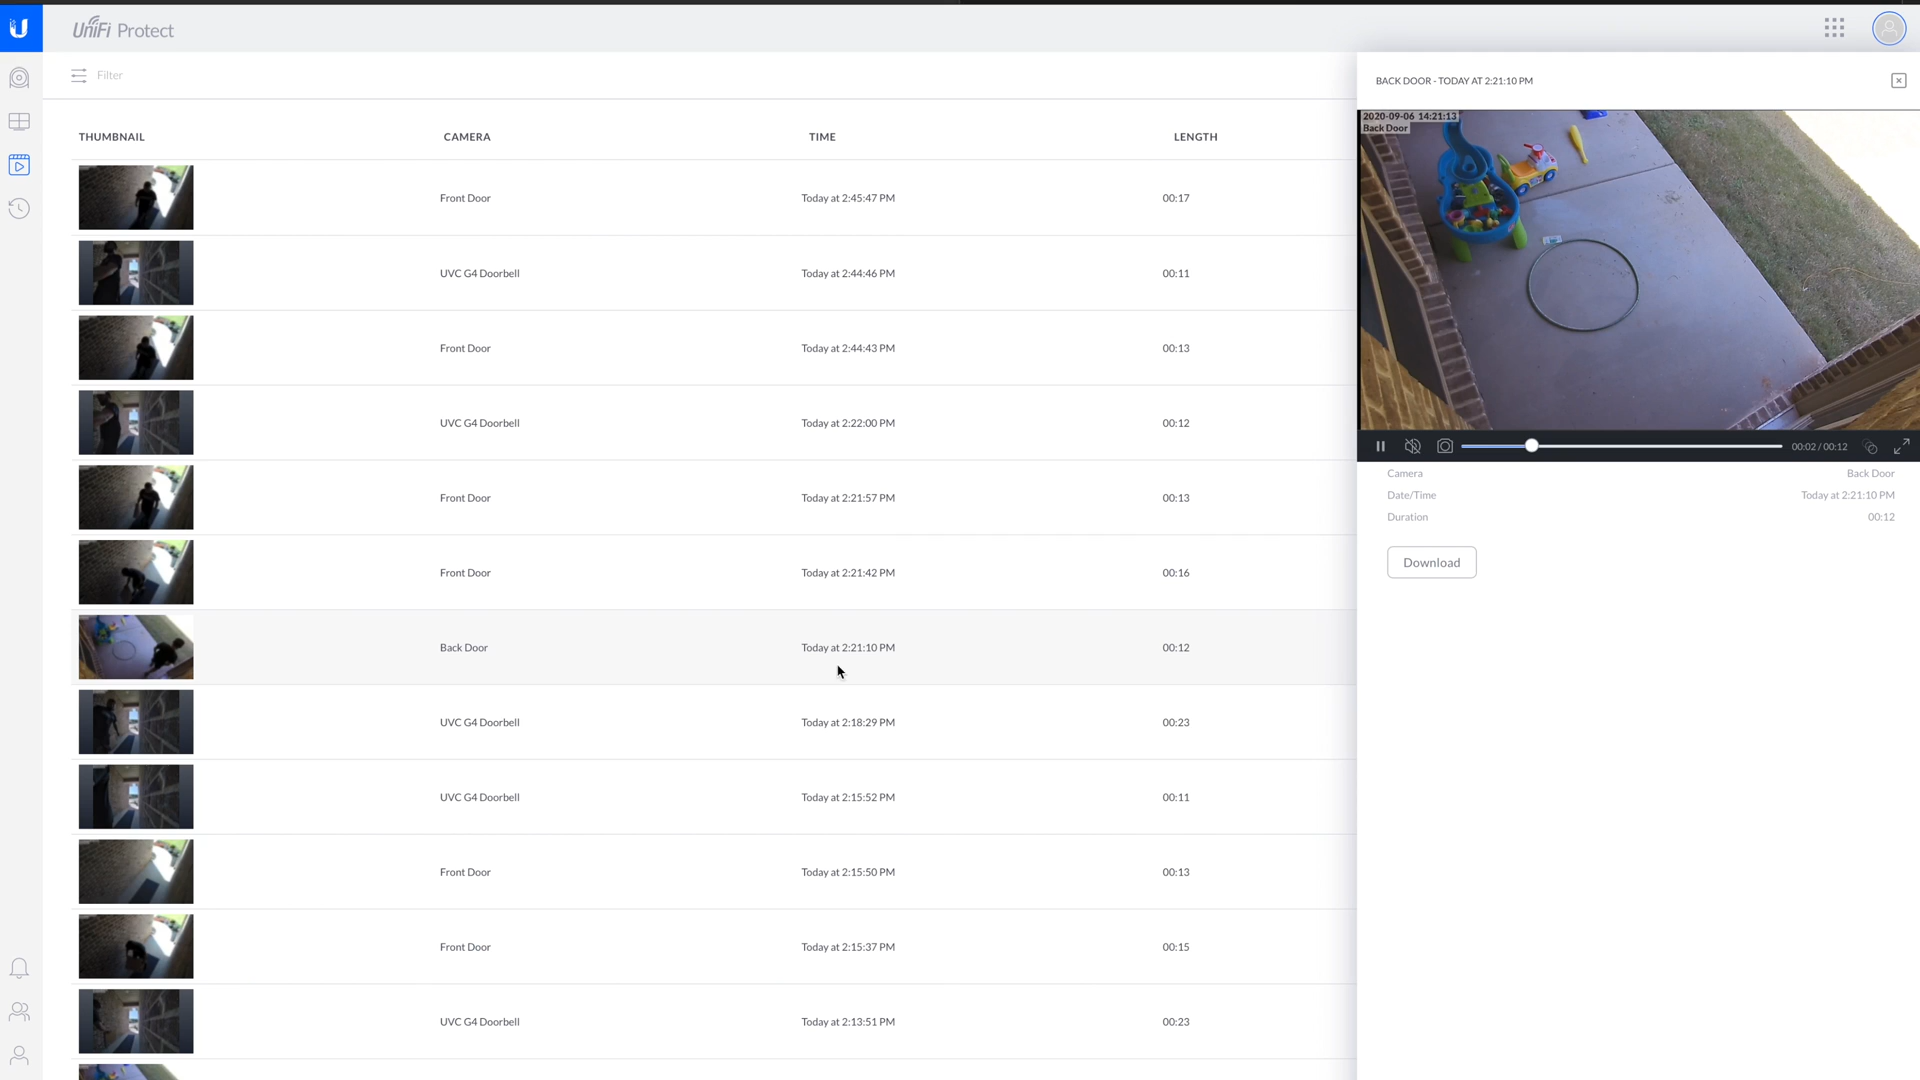 UniFi Protect
Filter
THUMBNAIL CAMERA TIME LENGTH
Front Door Today at 2:45:47 PM 00:17
UVC G4 Doorbell Today at 2:44:46 PM 00:11
Front Door Today at 2:44:43 PM 00:13
UVC G4 Doorbell Today at 2:22:00 PM 00:12
Front Door Today at 2:21:57 PM 00:13
Front Door Today at 2:21:42 PM 00:16
Back Door Today at 2:21:10 PM 00:12
UVC G4 Doorbell Today at 2:18:29 PM 00:23
UVC G4 Doorbell Today at 2:15:52 PM 00:11
Front Door Today at 2:15:50 PM 00:13
Front Door Today at 2:15:37 PM 00:15
UVC G4 Doorbell Today at 2:13:51 PM 00:23
BACK DOOR - TODAY AT 2:21:10 PM
2020-09-06 14:21:13
Back Door
00:02 / 00:12
Camera Back Door
Date/Time Today at 2:21:10 PM
Duration 00:12
Download